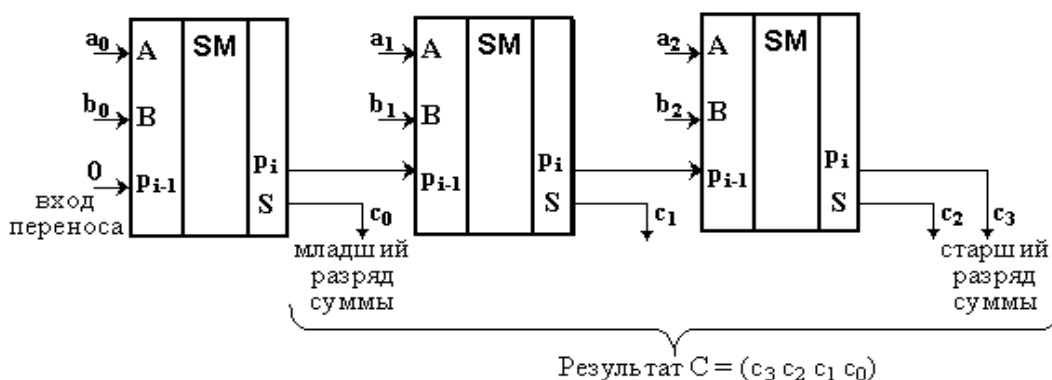 a₀ A SM
b₀ B
0 pᵢ₋₁ pᵢ
S
вход
переноса
c₀
младший
разряд
суммы
a₁ A SM
b₁ B
pᵢ₋₁ pᵢ
S
c₁
a₂ A SM
b₂ B
pᵢ₋₁ pᵢ
S
c₂ c₃
старший
разряд
суммы
Результат C = (c₃ c₂ c₁ c₀)